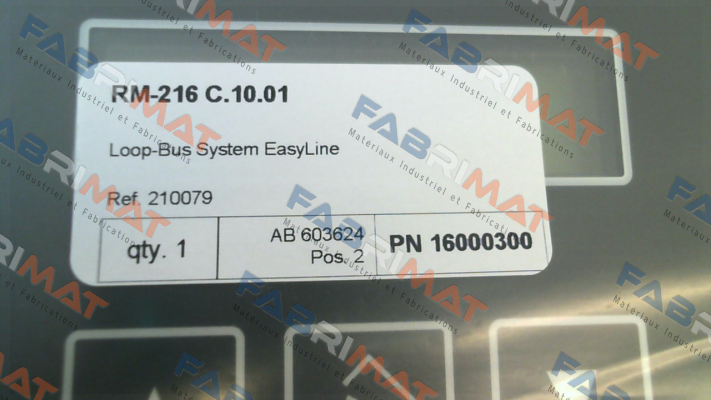 RM-216 C.10.01
Loop-Bus System EasyLine
Ref. 210079
qty. 1
AB 603624
Pos. 2
PN 16000300
FABRIMAT
Materiaux Industriel et Fabrications